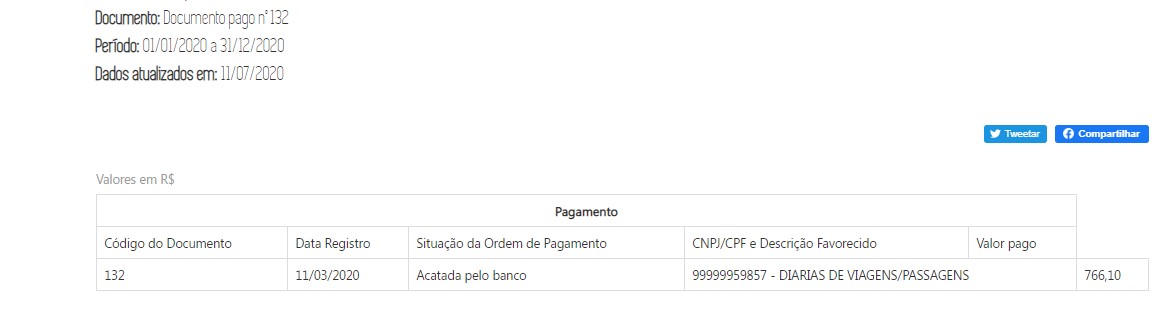 Documento: Documento pago n° 132
Período: 01/01/2020 a 31/12/2020
Dados atualizados em: 11/07/2020
Tweetar Compartilhar
Valores em R$
Pagamento
Código do Documento Data Registro Situação da Ordem de Pagamento CNPJ/CPF e Descrição Favorecido Valor pago
132 11/03/2020 Acatada pelo banco 99999959857 - DIARIAS DE VIAGENS/PASSAGENS 766,10